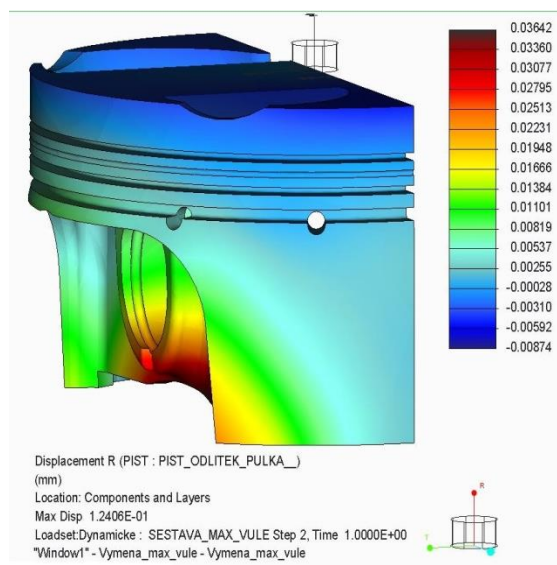 0.03642
0.03360
0.03077
0.02795
0.02513
0.02231
0.01948
0.01666
0.01384
0.01101
0.00819
0.00537
0.00255
-0.00028
-0.00310
-0.00592
-0.00874
Displacement R (PIST : PIST_ODLITEK_PULKA__)
(mm)
Location: Components and Layers
Max Disp 1.2406E-01
Loadset:Dynamicke : SESTAVA_MAX_VULE Step 2, Time 1.0000E+00
"Window1" - Vymena_max_vule - Vymena_max_vule
R
T